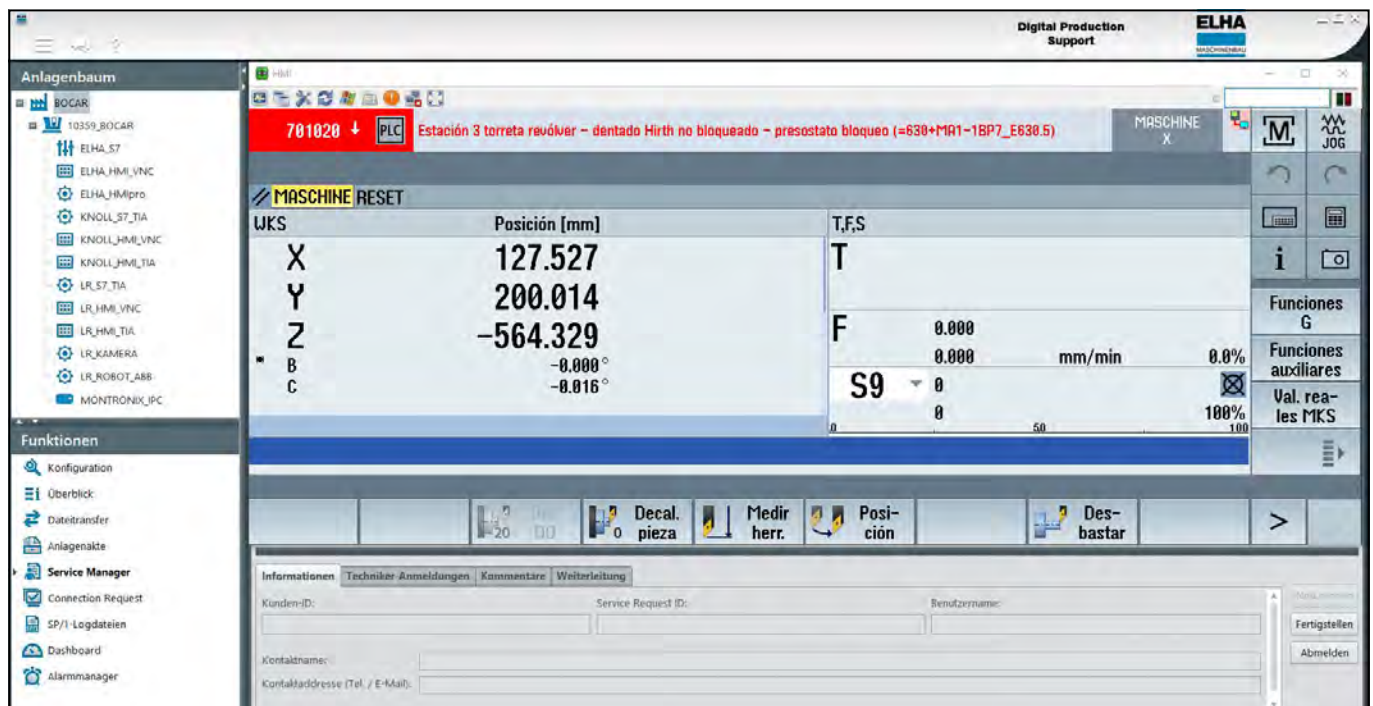 Digital Production
Support
ELHA
MASCHINENBAU
Anlagenbaum
BOCAR
10359_BOCAR
ELHA_S7
ELHA_HMI_VNC
ELHA_HMIpro
KNOLL_S7_TIA
KNOLL_HMI_VNC
KNOLL_HMI_TIA
LR_S7_TIA
LR_HMI_VNC
LR_HMI_TIA
LR_KAMERA
LR_ROBOT_ABB
MONTRONIX_IPC
Funktionen
Konfiguration
Überblick
Dateitransfer
Anlagenakte
Service Manager
Connection Request
SP/1-Logdateien
Dashboard
Alarmmanager
HMI
701020 ↓ PLC Estación 3 torreta revólver - dentado Hirth no bloqueado - presostato bloqueo (=630+MA1-1BP7_E630.5)
MASCHINE
X
M
JOG
// MASCHINE RESET
WKS Posición [mm]
X 127.527
Y 200.014
Z -564.329
B -0.000 °
C -0.016 °
T,F,S
T
F 0.000
0.000 mm/min 0.0%
S9 0
0 100%
0 50 100
i
Funciones
G
Funciones
auxiliares
Val. rea-
les MKS
20
Decal.
pieza
0
Medir
herr.
Posi-
ción
Des-
bastar
>
Informationen Techniker-Anmeldungen Kommentare Weiterleitung
Kunden-ID: Service Request ID: Benutzername:
Kontaktname:
Kontaktaddresse (Tel. / E-Mail):
Fertigstellen
Abmelden